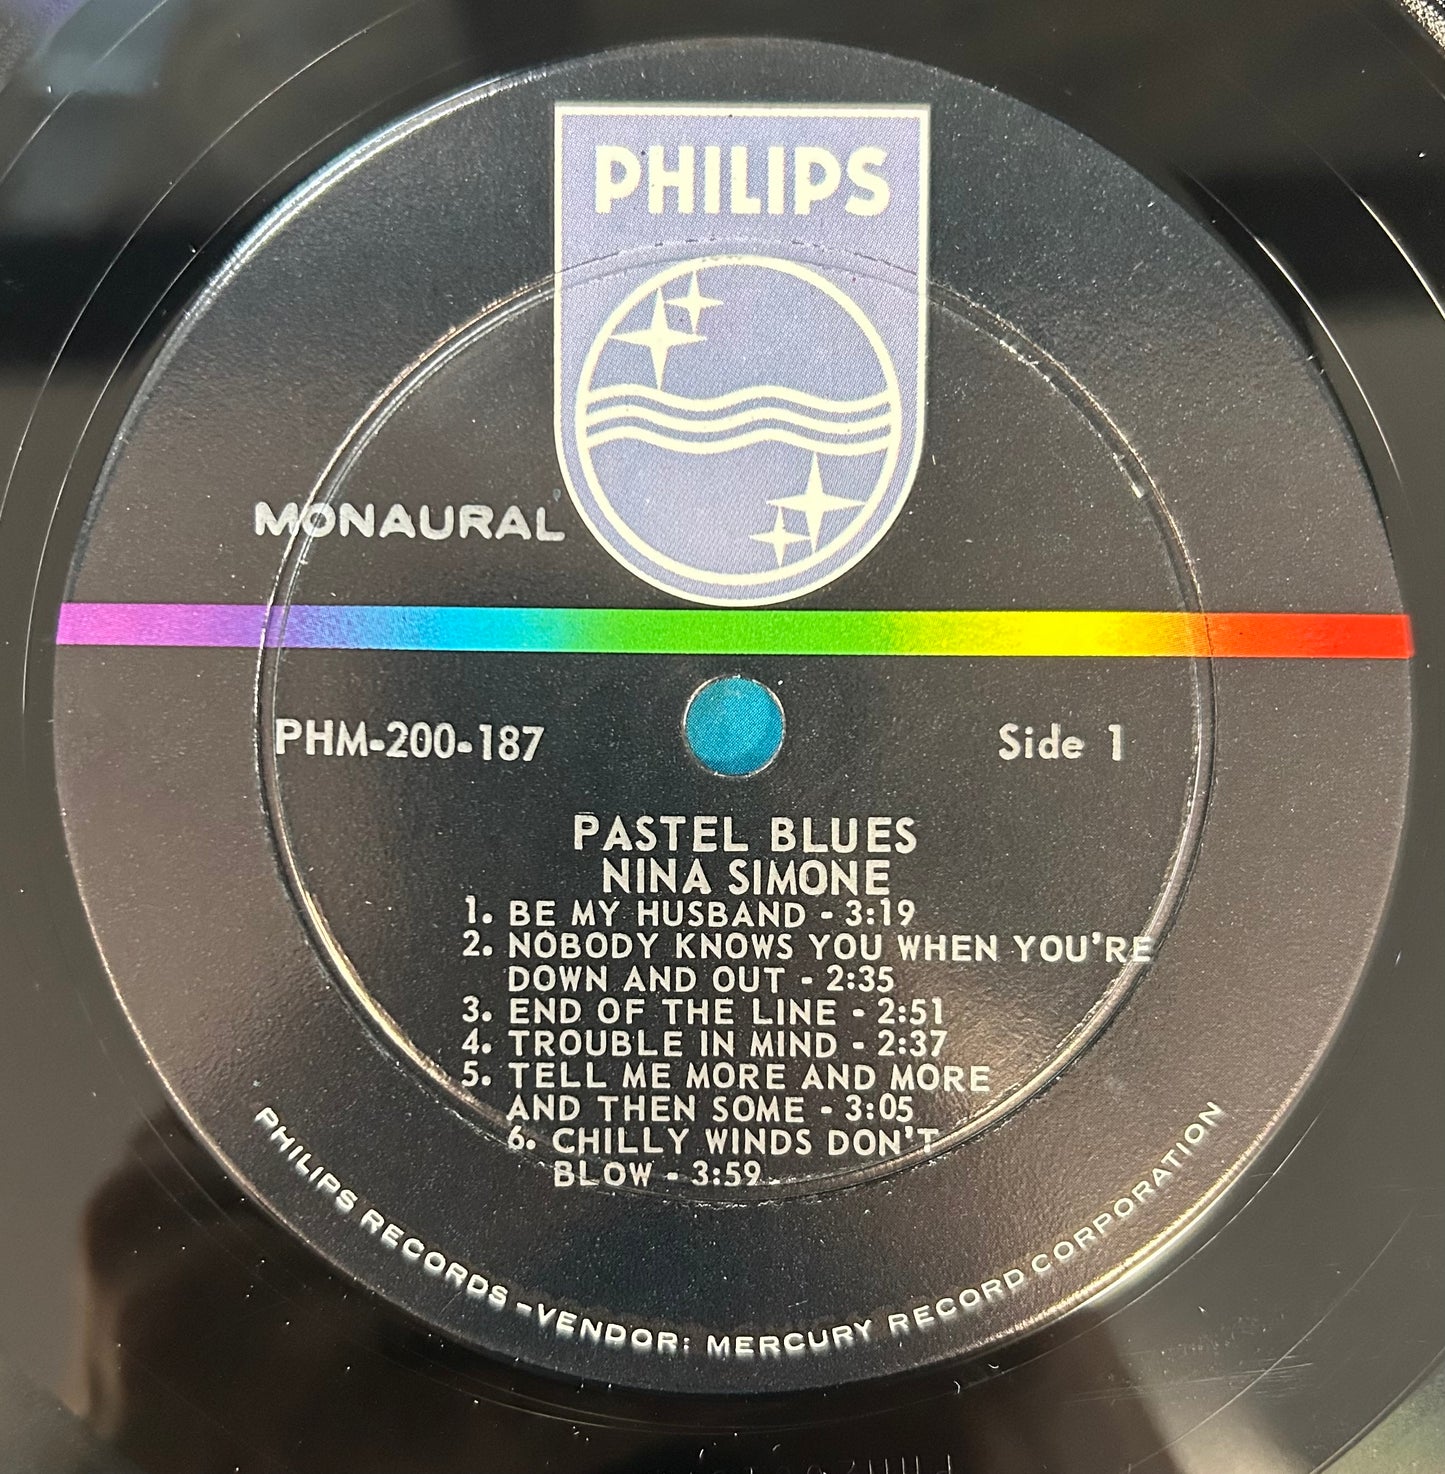 PHILIPS
MONAURAL
PHM-200-187
Side 1
PASTEL BLUES
NINA SIMONE
1. BE MY HUSBAND - 3:19
2. NOBODY KNOWS YOU WHEN YOU'RE
DOWN AND OUT - 2:35
3. END OF THE LINE - 2:51
4. TROUBLE IN MIND - 2:37
5. TELL ME MORE AND MORE
AND THEN SOME - 3:05
6. CHILLY WINDS DON'T
BLOW - 3:59
PHILIPS RECORDS - VENDOR: MERCURY RECORD CORPORATION